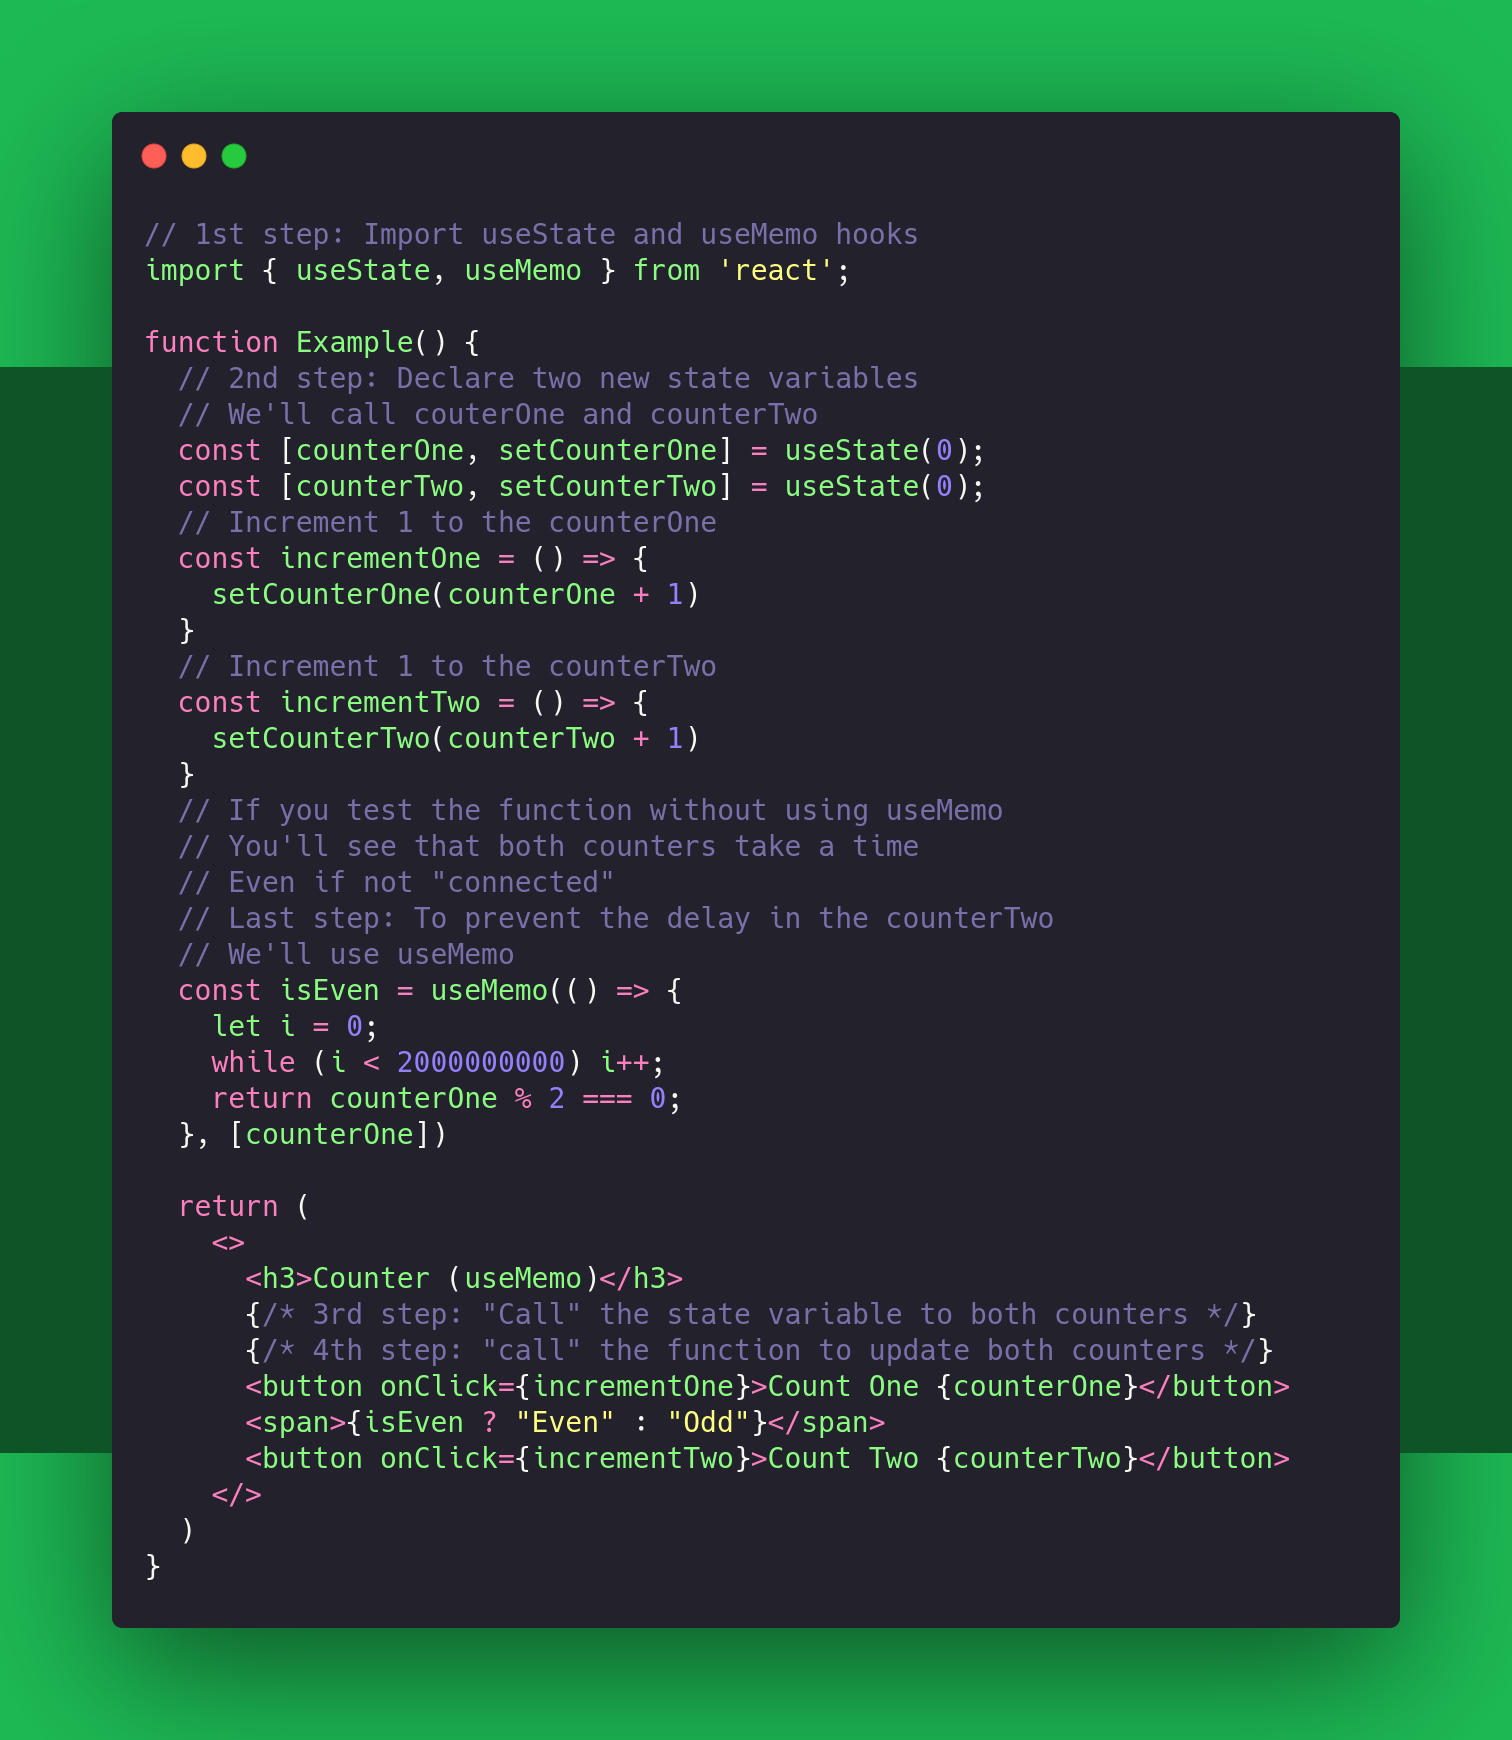 // 1st step: Import useState and useMemo hooks
import { useState, useMemo } from 'react';

function Example() {
  // 2nd step: Declare two new state variables
  // We'll call couterOne and counterTwo
  const [counterOne, setCounterOne] = useState(0);
  const [counterTwo, setCounterTwo] = useState(0);
  // Increment 1 to the counterOne
  const incrementOne = () => {
    setCounterOne(counterOne + 1)
  }
  // Increment 1 to the counterTwo
  const incrementTwo = () => {
    setCounterTwo(counterTwo + 1)
  }
  // If you test the function without using useMemo
  // You'll see that both counters take a time
  // Even if not "connected"
  // Last step: To prevent the delay in the counterTwo
  // We'll use useMemo
  const isEven = useMemo(() => {
    let i = 0;
    while (i < 2000000000) i++;
    return counterOne % 2 === 0;
  }, [counterOne])

  return (
    <>
      <h3>Counter (useMemo)</h3>
      {/* 3rd step: "Call" the state variable to both counters */}
      {/* 4th step: "call" the function to update both counters */}
      <button onClick={incrementOne}>Count One {counterOne}</button>
      <span>{isEven ? "Even" : "Odd"}</span>
      <button onClick={incrementTwo}>Count Two {counterTwo}</button>
    </>
  )
}